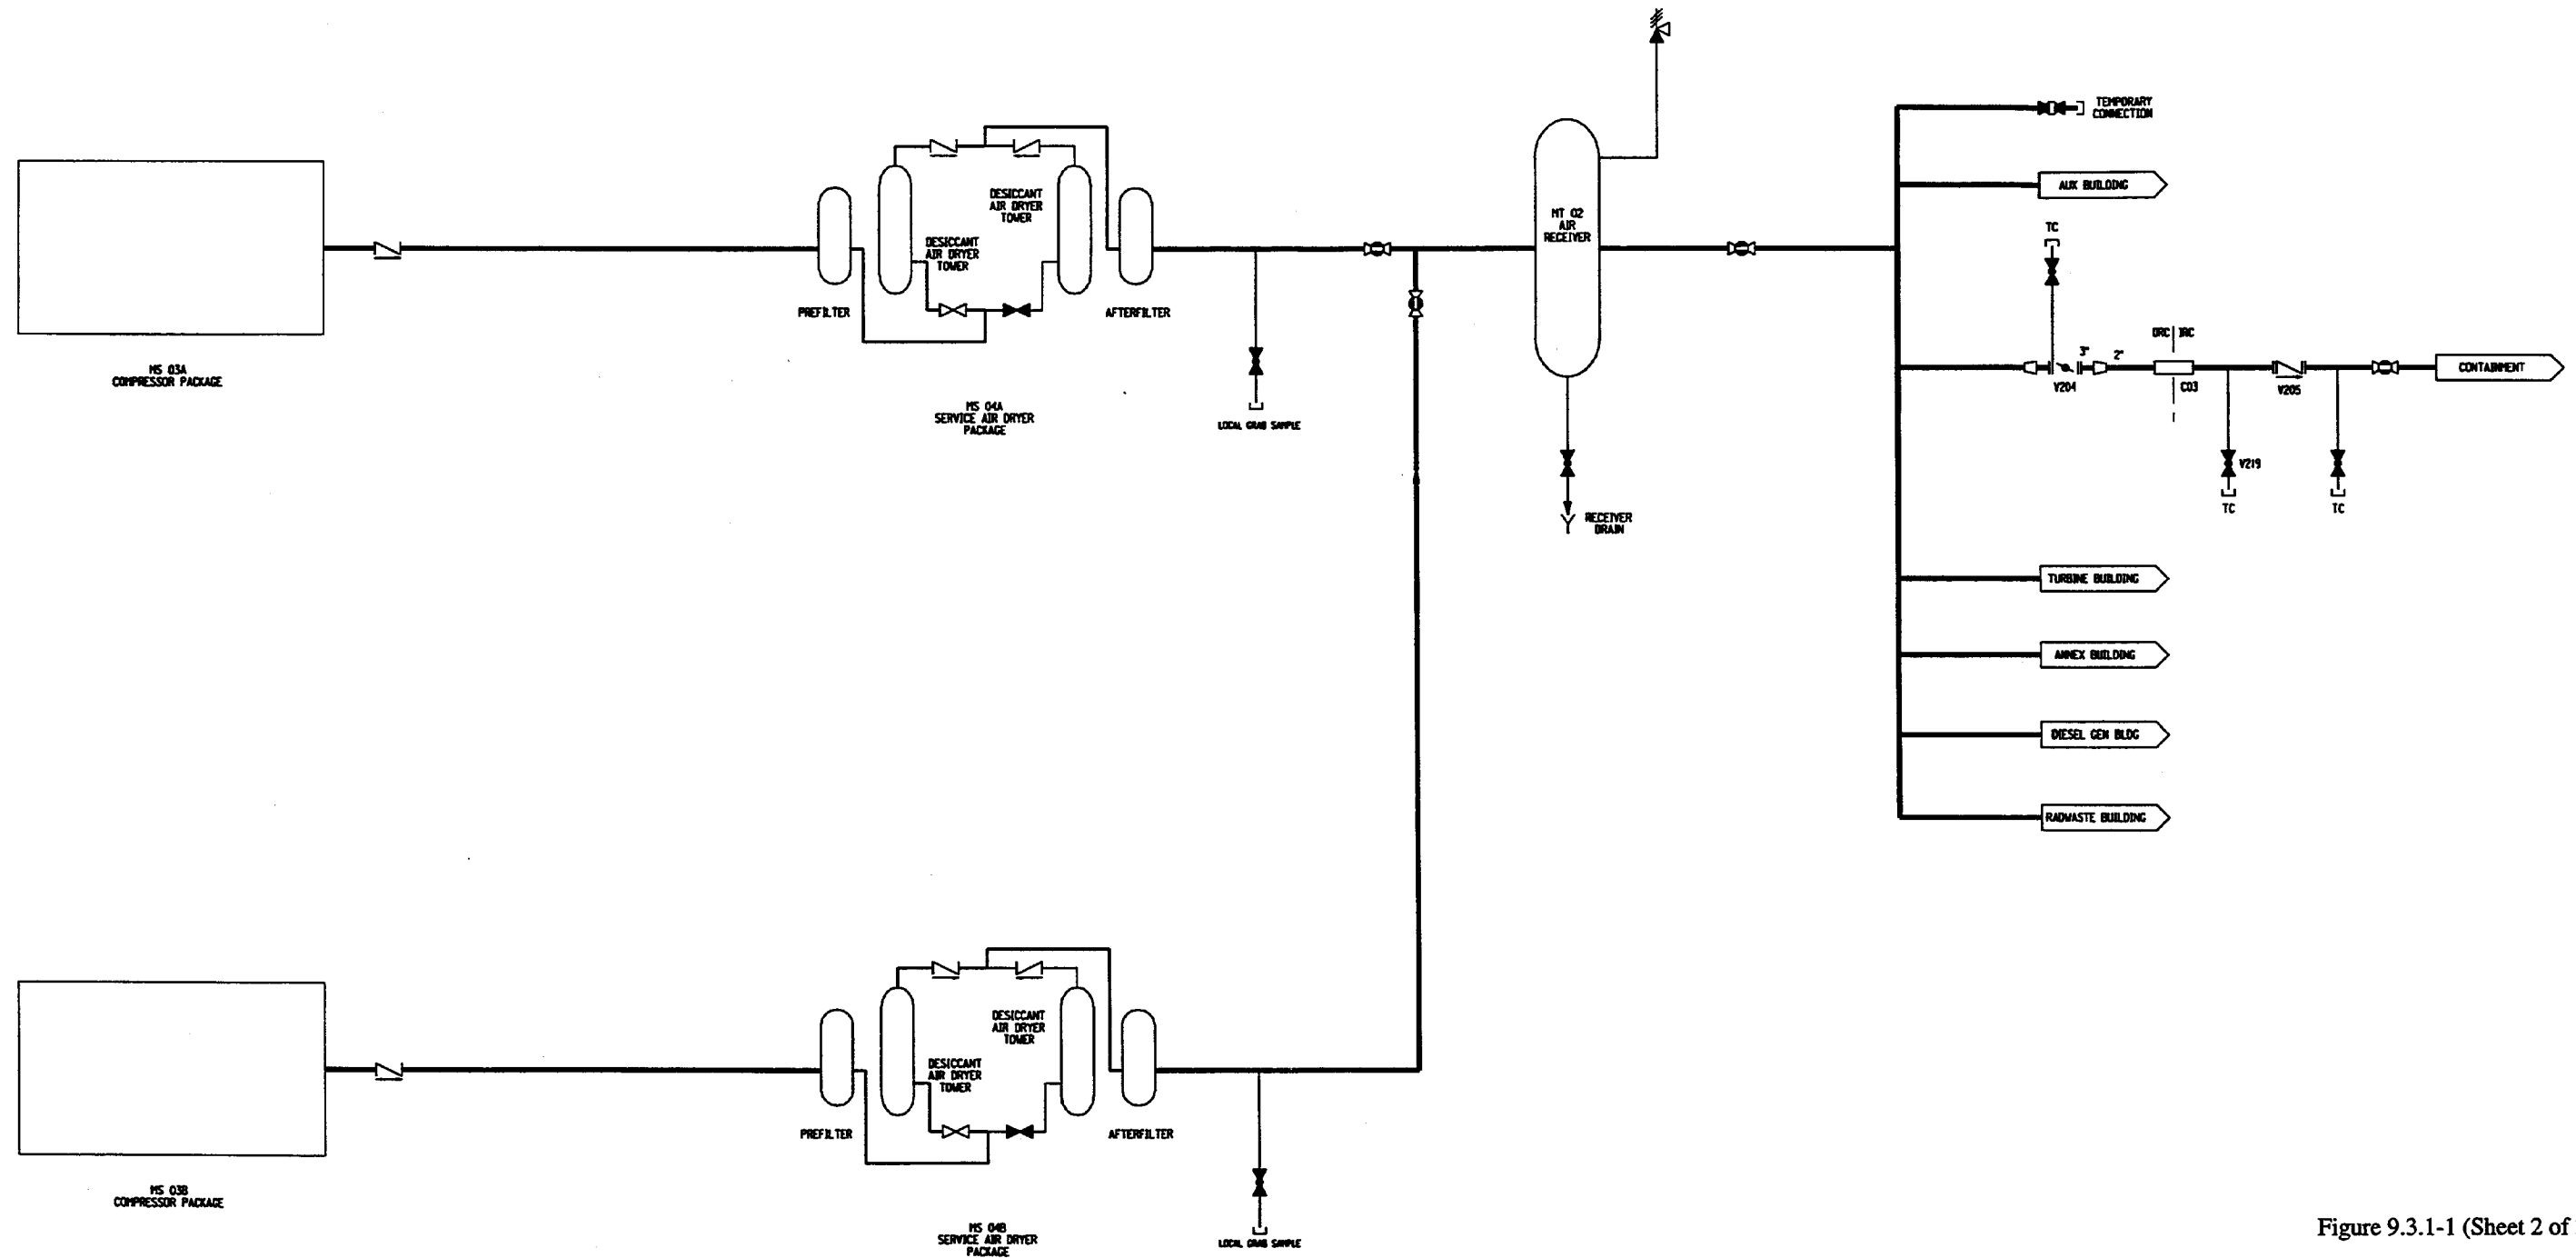 TEMPORARY
CONNECTION
AUX BUILDING
DESICCANT
AIR DRYER
TOWER
DESICCANT
AIR DRYER
TOWER
MT 02
AIR
RECEIVER
TC
PREFILTER
AFTERFILTER
ORC IRC
3"
2"
CONTAINMENT
V204
C03
V205
MS 03A
COMPRESSOR PACKAGE
MS 04A
SERVICE AIR DRYER
PACKAGE
LOCAL GRAB SAMPLE
V219
TC
TC
RECEIVER
DRAIN
TURBINE BUILDING
ANNEX BUILDING
DIESEL GEN BLDG
RADWASTE BUILDING
DESICCANT
AIR DRYER
TOWER
DESICCANT
AIR DRYER
TOWER
PREFILTER
AFTERFILTER
MS 03B
COMPRESSOR PACKAGE
MS 04B
SERVICE AIR DRYER
PACKAGE
LOCAL GRAB SAMPLE
Figure 9.3.1-1 (Sheet 2 of